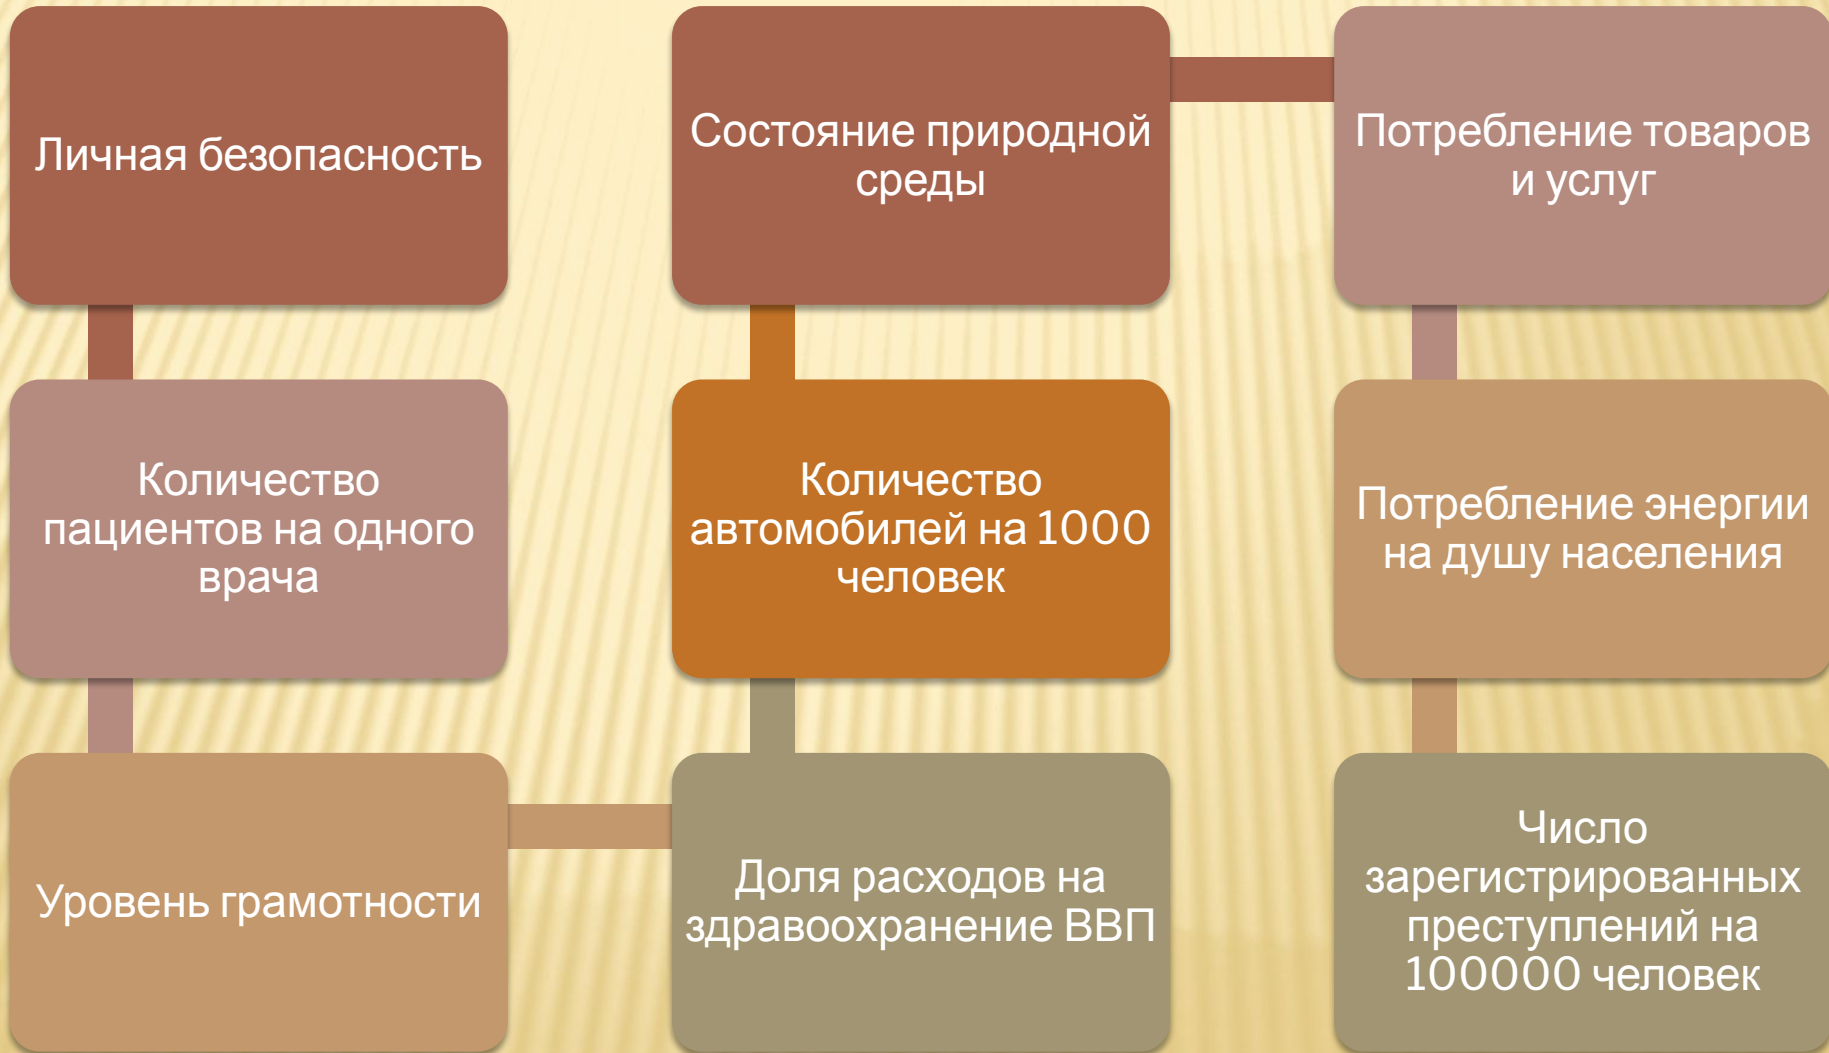 Личная безопасность
Количество
пациентов на одного
врача
Уровень грамотности
Доля расходов на
здравоохранение ВВП
Количество
автомобилей на 1000
человек
Состояние природной
среды
Потребление товаров
и услуг
Потребление энергии
на душу населения
Число
зарегистрированных
преступлений на
100000 человек